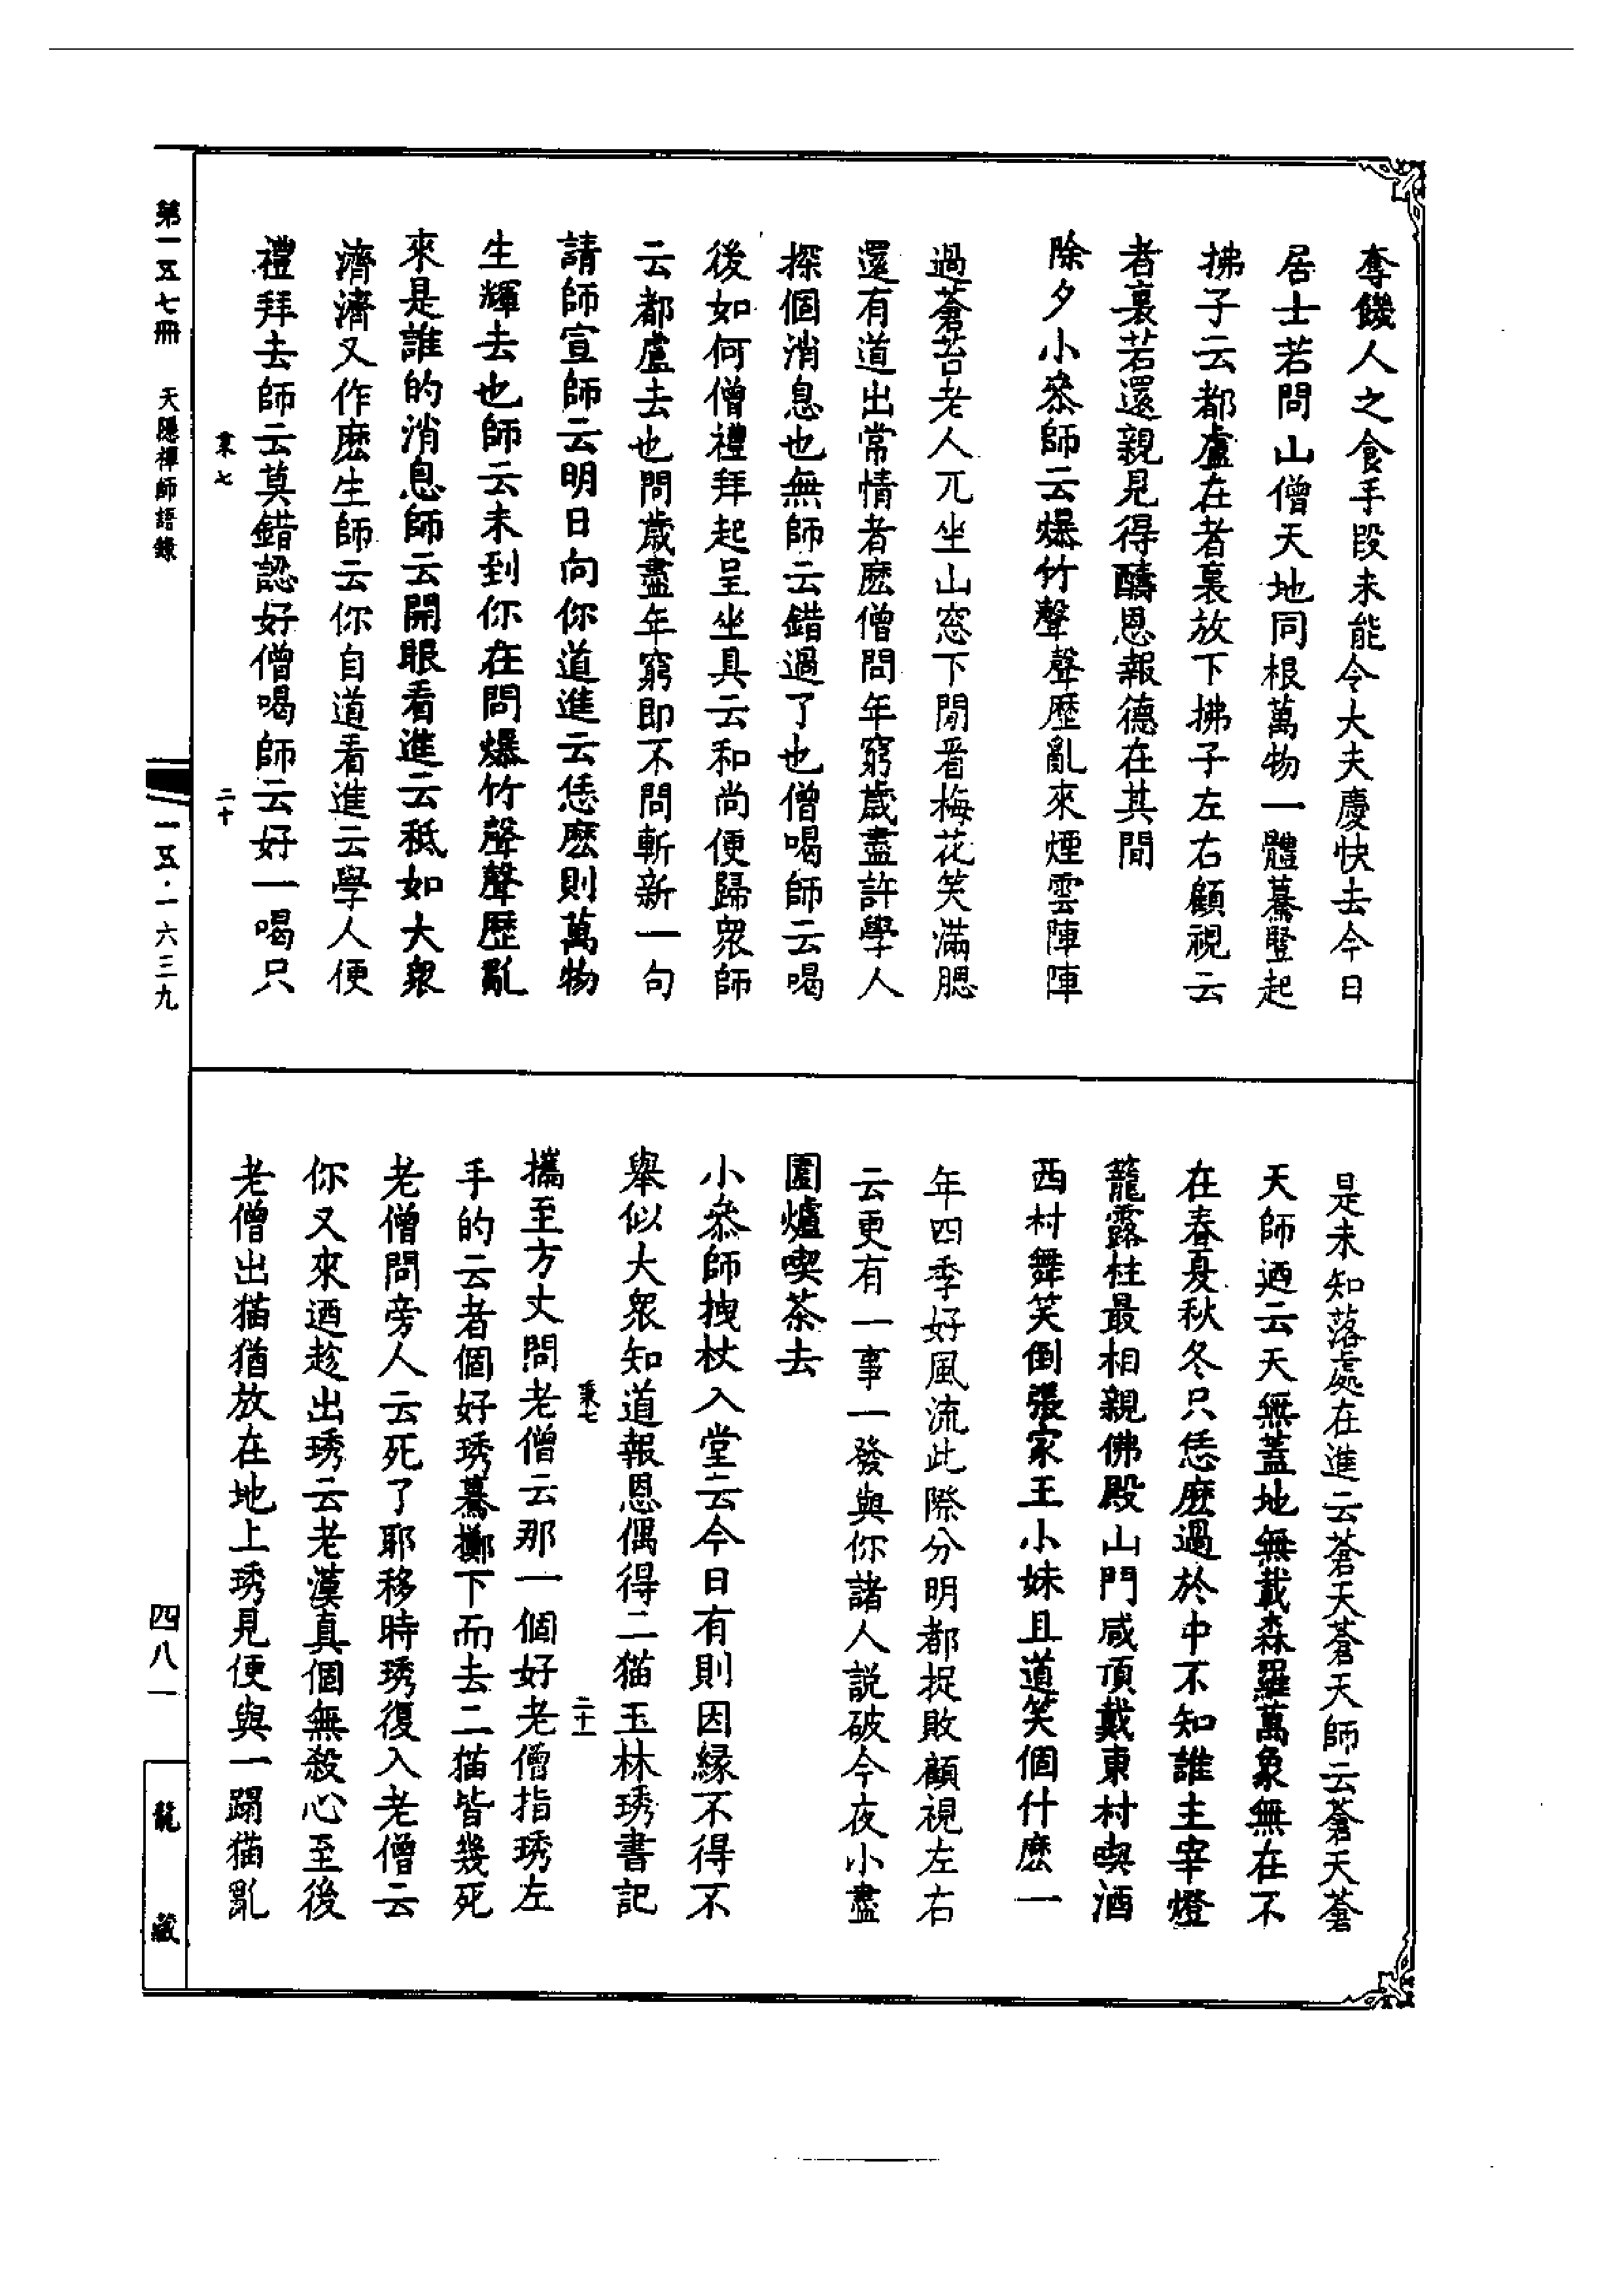 奪饑人之食手段未能令大夫慶快去今日
居士若問山僧天地同根萬物一體驀豎起
拂子云都盧在者裏放下拂子左右顧視云
者裏若還親見得醻恩報德在其間
除夕小參師云爆竹聲聲歷亂來煙雲陣陣
過蒼苔老人兀坐山窓下閒看梅花笑滿腮
還有道出常情者麽僧問年窮歲盡許學人
探個消息也無師云錯過了也僧喝師云喝
後如何僧禮拜起呈坐具云和尚便歸眾師
云都盧去也問歲盡年窮即不問斬新一句
請師宣師云明日向你道進云恁麽則萬物
生輝去也師云未到你在問爆竹聲聲歷亂
來是誰的消息師云開眼看進云秪如大眾
濟濟又作麽生師云你自道看進云學人便
禮拜去師云莫錯認好僧喝師云好一喝只
秉七 二十
第一五七冊 天隱禪師語錄 一五·一六三九
是未知落處在進云蒼天蒼天師云蒼天蒼
天師迺云天無蓋地無載森羅萬象無在不
在春夏秋冬只恁麽過於中不知誰主宰燈
籠露柱最相親佛殿山門咸頂戴東村喫酒
西村舞笑倒張家王小妹且道笑個什麽一
年四季好風流此際分明都捉敗顧視左右
云更有一事一發與你諸人說破今夜小盡
圍爐喫茶去
小參師拽杖入堂云今日有則因緣不得不
舉似大眾知道報恩偶得二猫玉林琇書記
秉七 二十一
攜至方丈問老僧云那一個好老僧指琇左
手的云者個好琇驀擲下而去二猫皆幾死
老僧問旁人云死了耶移時琇復入老僧云
你又來迺趁出琇云老漢真個無殺心至後
老僧出猫猶放在地上琇見便與一蹋猫亂
四八一 龍藏